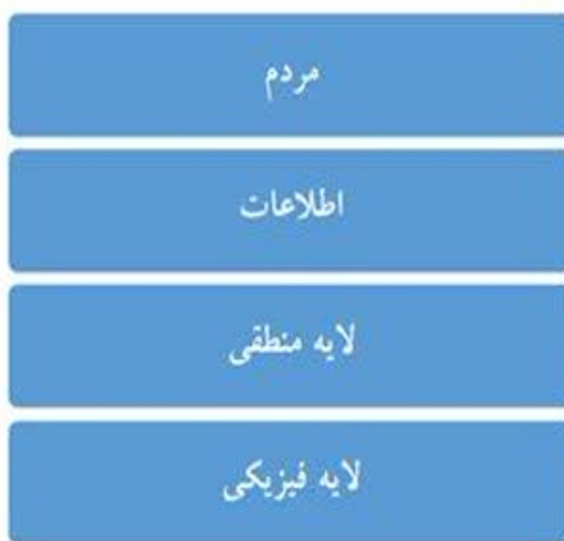 مردم
اطلاعات
لایه منطقی
لایه فیزیکی